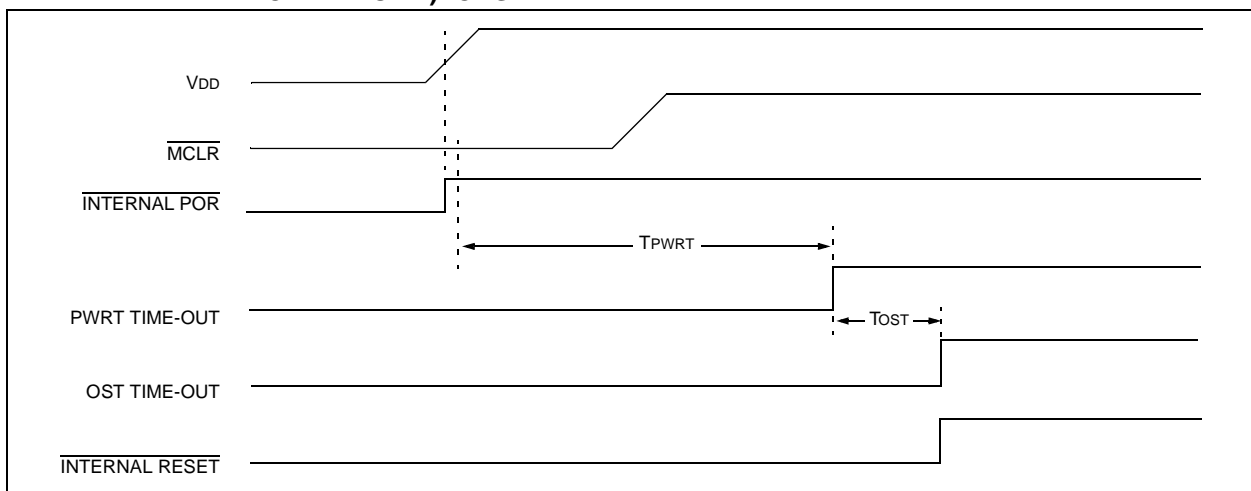 VDD
MCLR
INTERNAL POR
TPWRT
PWRT TIME-OUT
TOST
OST TIME-OUT
INTERNAL RESET